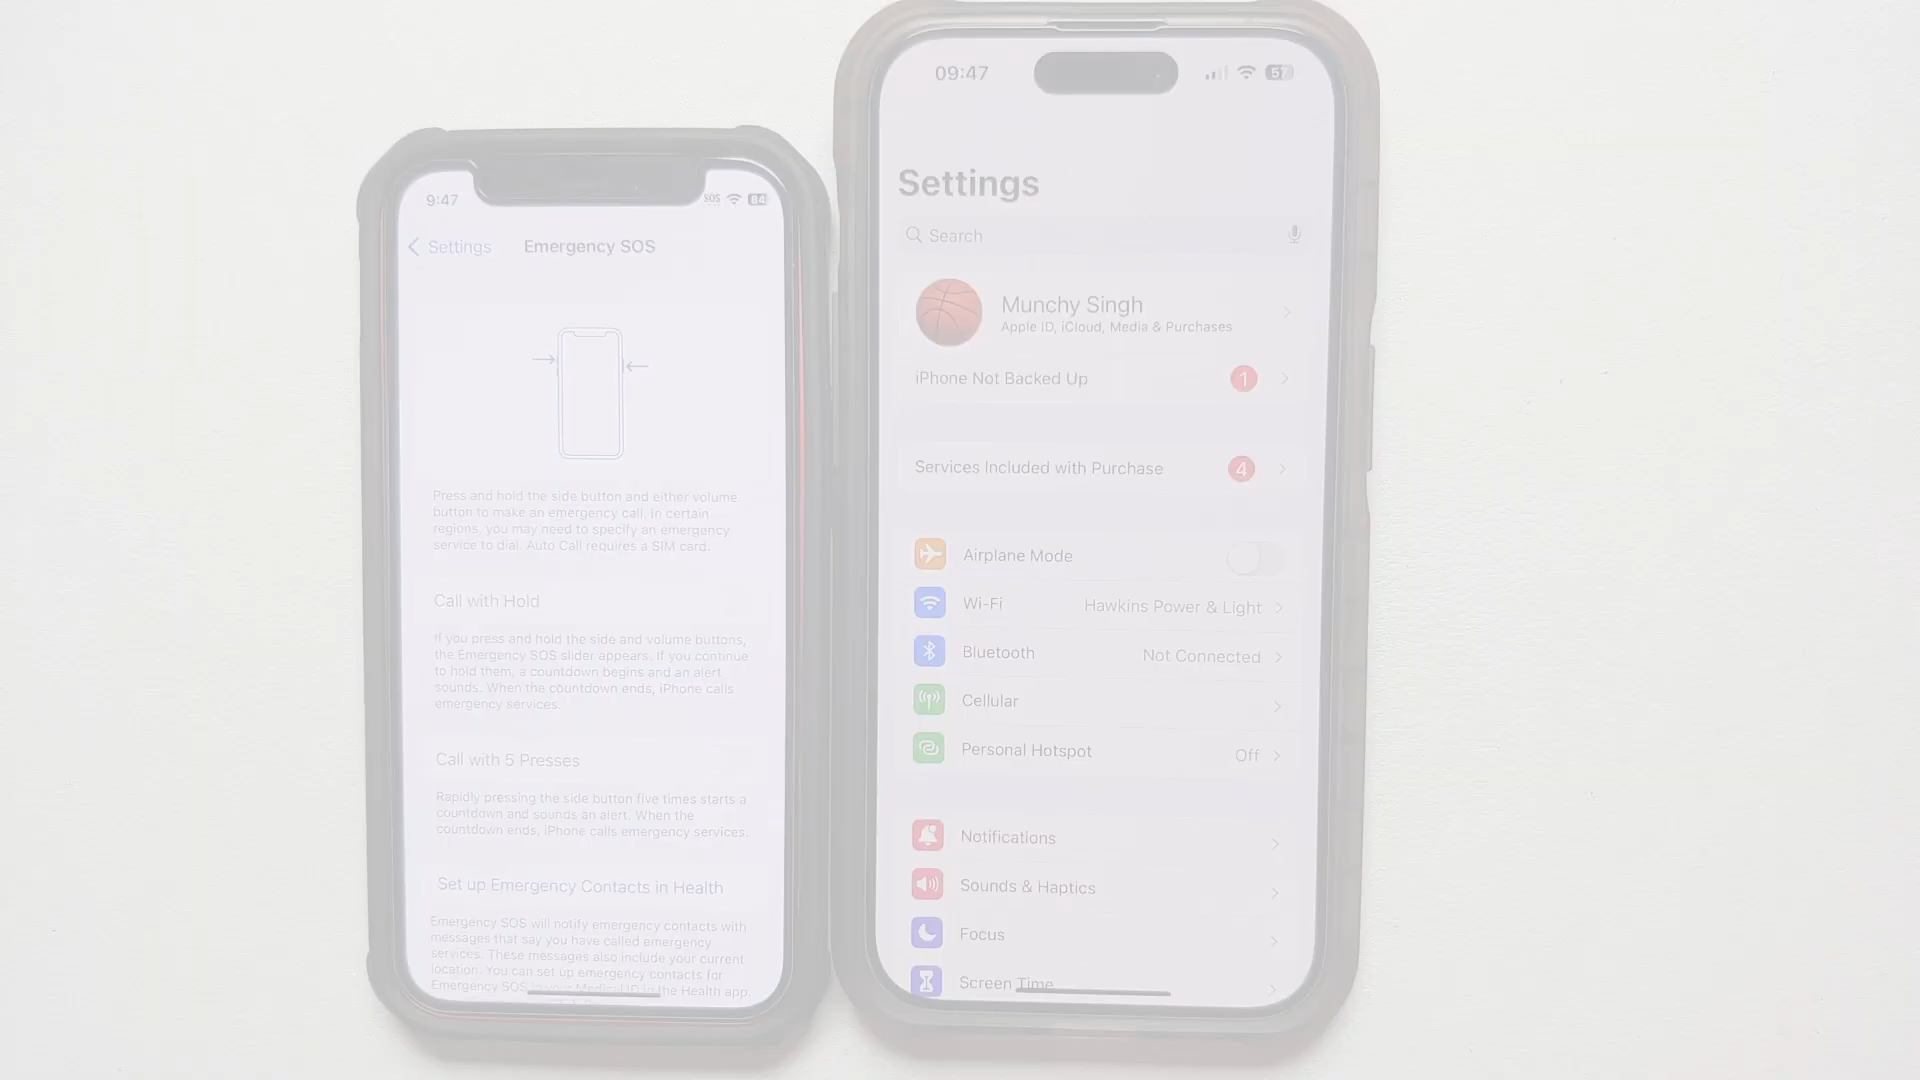 9:47
SOS
84
Settings
Emergency SOS
Press and hold the side button and either volume
button to make an emergency call. In certain
regions, you may need to specify an emergency
service to dial. Auto Call requires a SIM card.
Call with Hold
If you press and hold the side and volume buttons,
the Emergency SOS slider appears. If you continue
to hold them, a countdown begins and an alert
sounds. When the countdown ends, iPhone calls
emergency services.
Call with 5 Presses
Rapidly pressing the side button five times starts a
countdown and sounds an alert. When the
countdown ends, iPhone calls emergency services.
Set up Emergency Contacts in Health
Emergency SOS will notify emergency contacts with
messages that say you have called emergency
services. These messages also include your current
location. You can set up emergency contacts for
Emergency SOS in your Medical ID in the Health app.
09:47
57
Settings
Search
Munchy Singh
Apple ID, iCloud, Media & Purchases
iPhone Not Backed Up
1
Services Included with Purchase
4
Airplane Mode
Wi-Fi
Hawkins Power & Light
Bluetooth
Not Connected
Cellular
Personal Hotspot
Off
Notifications
Sounds & Haptics
Focus
Screen Time